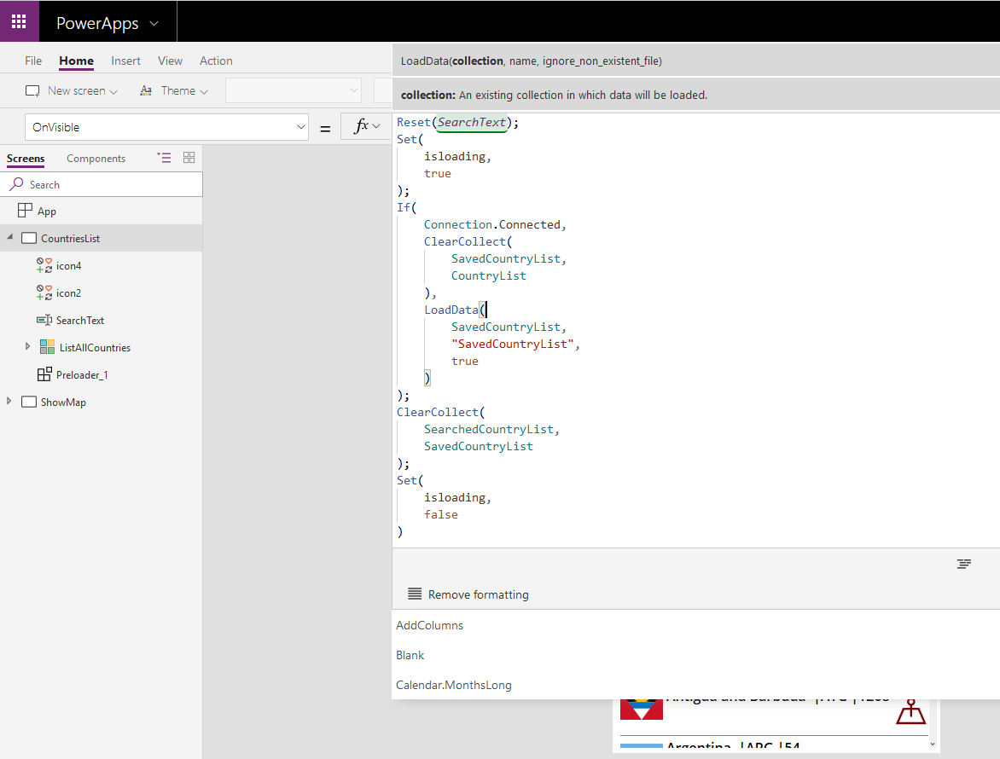 PowerApps
File Home Insert View Action
LoadData(collection, name, ignore_non_existent_file)
New screen Theme
collection: An existing collection in which data will be loaded.
OnVisible = fx
Reset(SearchText);
Set(
isloading,
true
);
If(
Connection.Connected,
ClearCollect(
SavedCountryList,
CountryList
),
LoadData(
SavedCountryList,
"SavedCountryList",
true
)
);
ClearCollect(
SearchedCountryList,
SavedCountryList
);
Set(
isloading,
false
)
Screens Components
Search
App
CountriesList
icon4
icon2
SearchText
ListAllCountries
Preloader_1
ShowMap
Remove formatting
AddColumns
Blank
Calendar.MonthsLong
Antigua and Barbuda |ATG |1268
Argentina |ARG |54